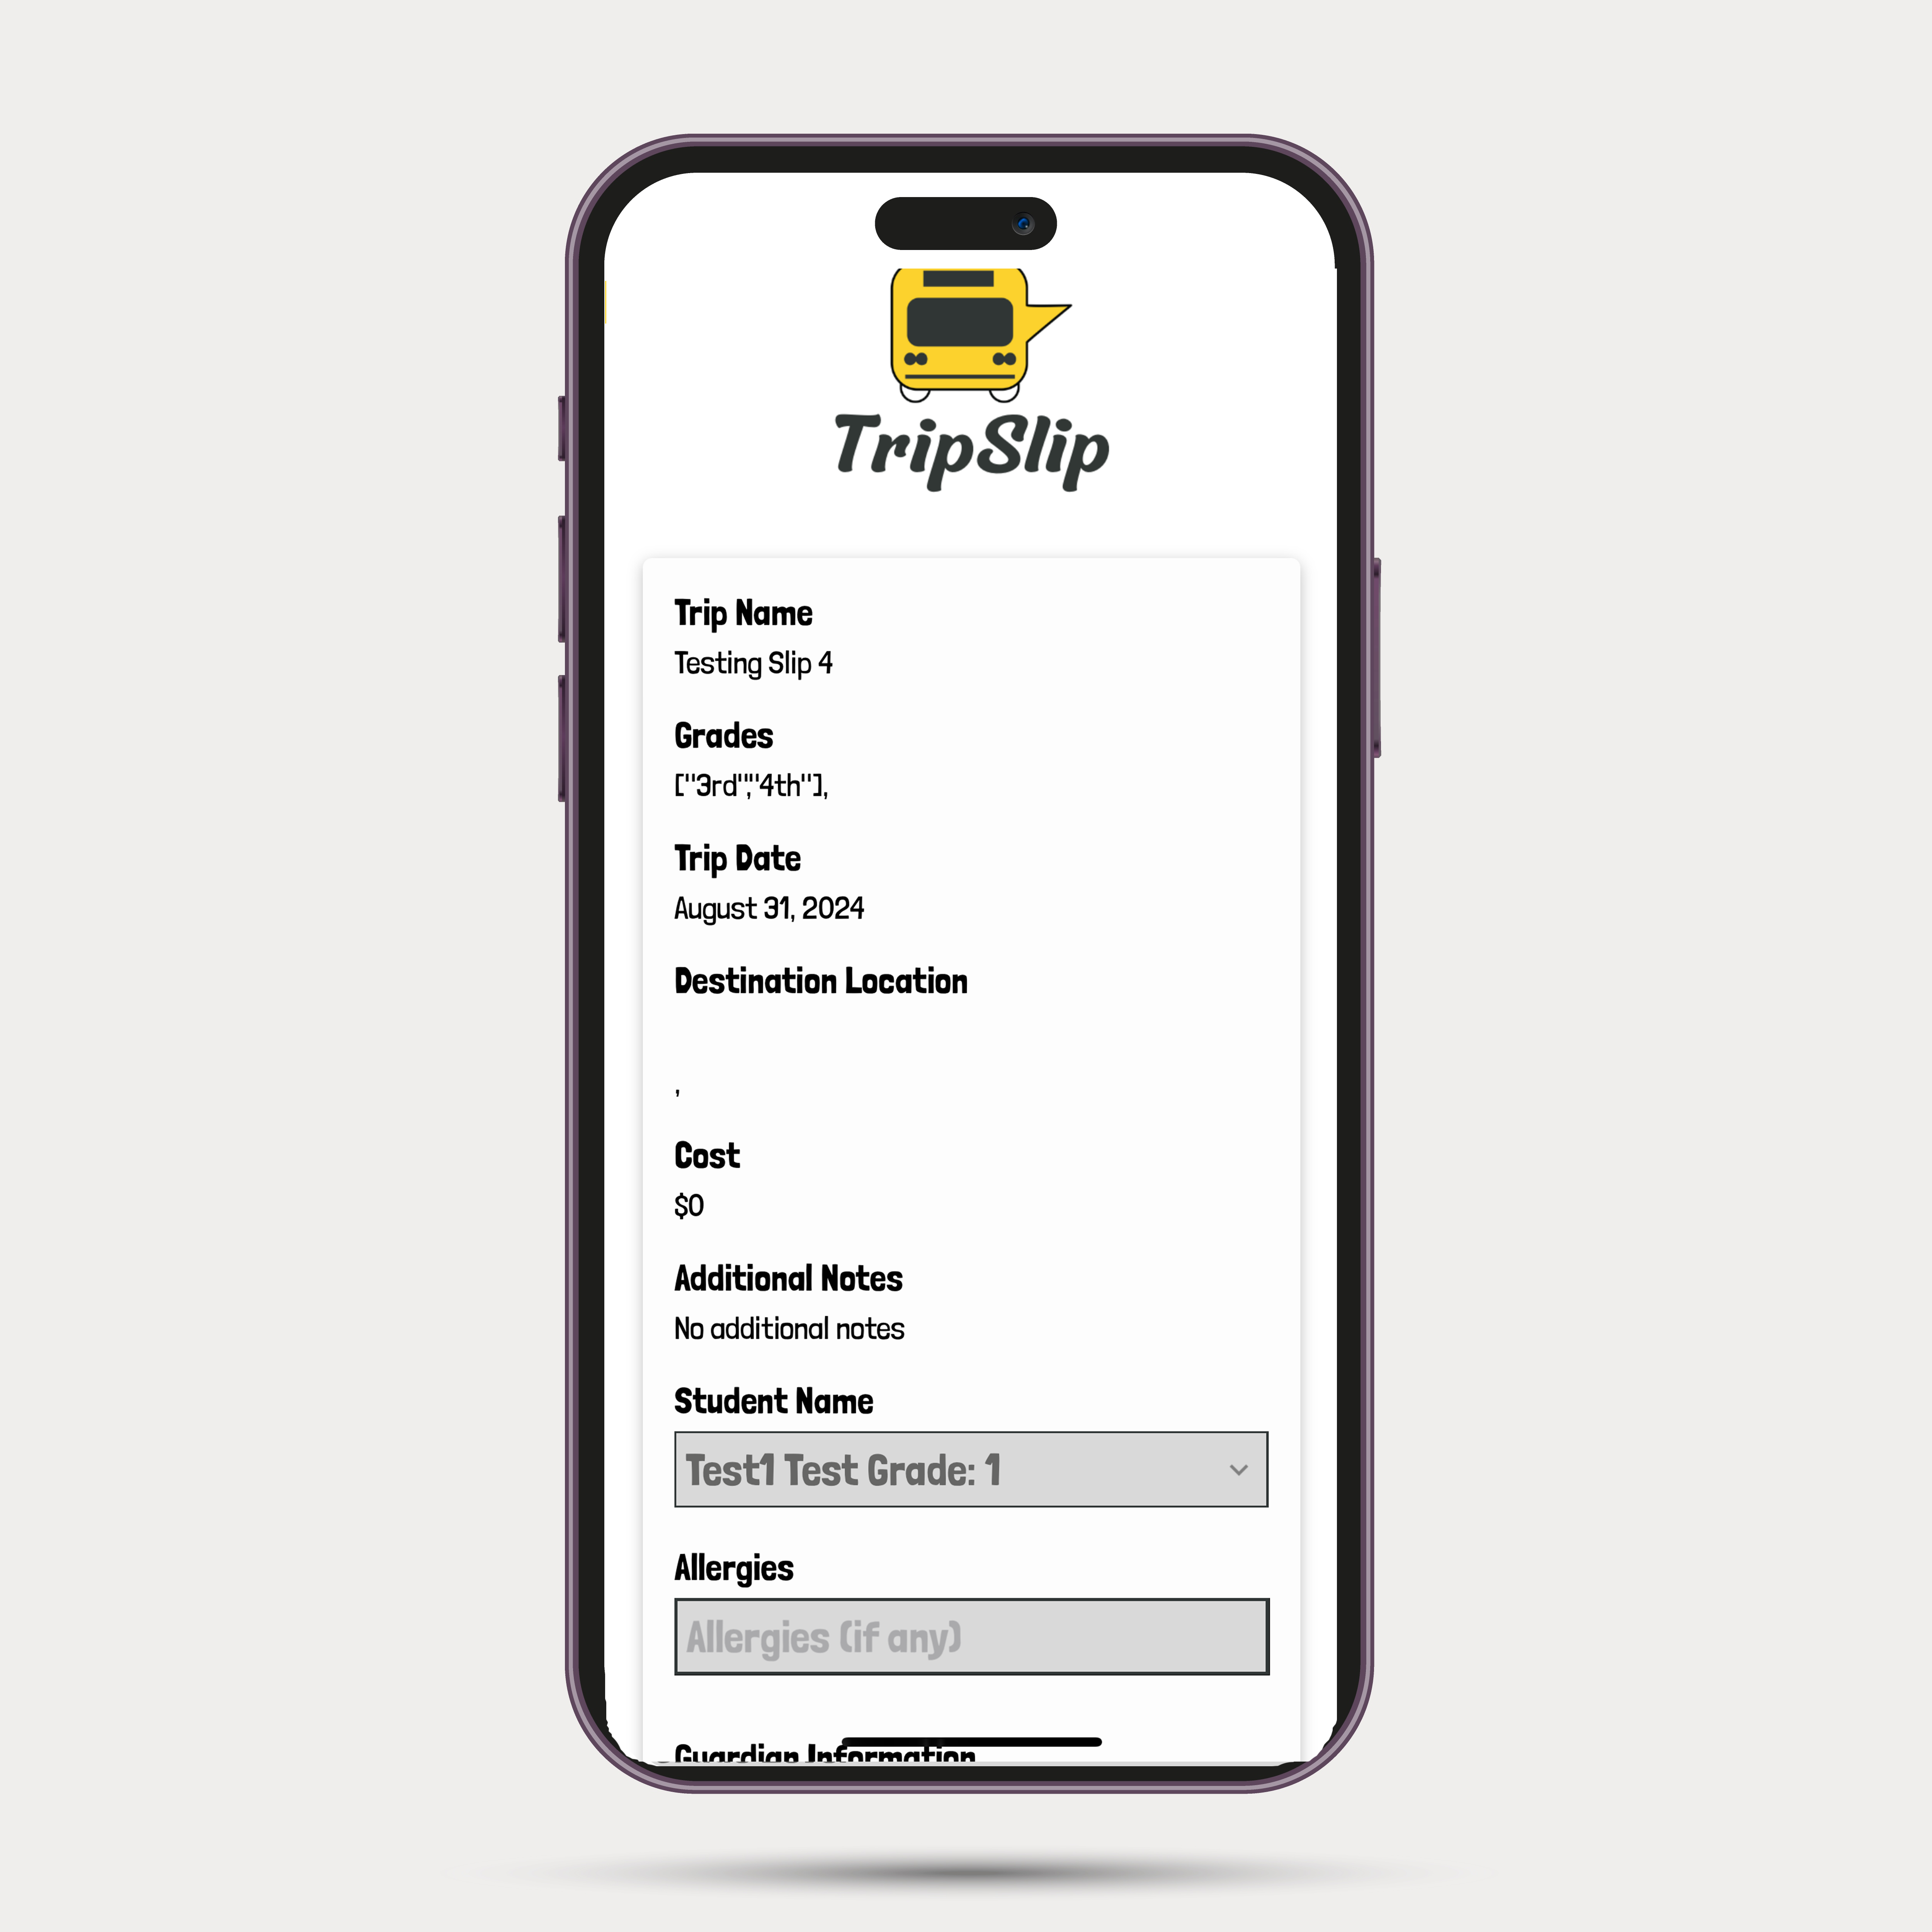 TripSlip
Trip Name
Testing Slip 4
Grades
["3rd","4th"],
Trip Date
August 31, 2024
Destination Location
,
Cost
$0
Additional Notes
No additional notes
Student Name
Test1 Test Grade: 1
Allergies
Allergies (if any)
Guardian Information